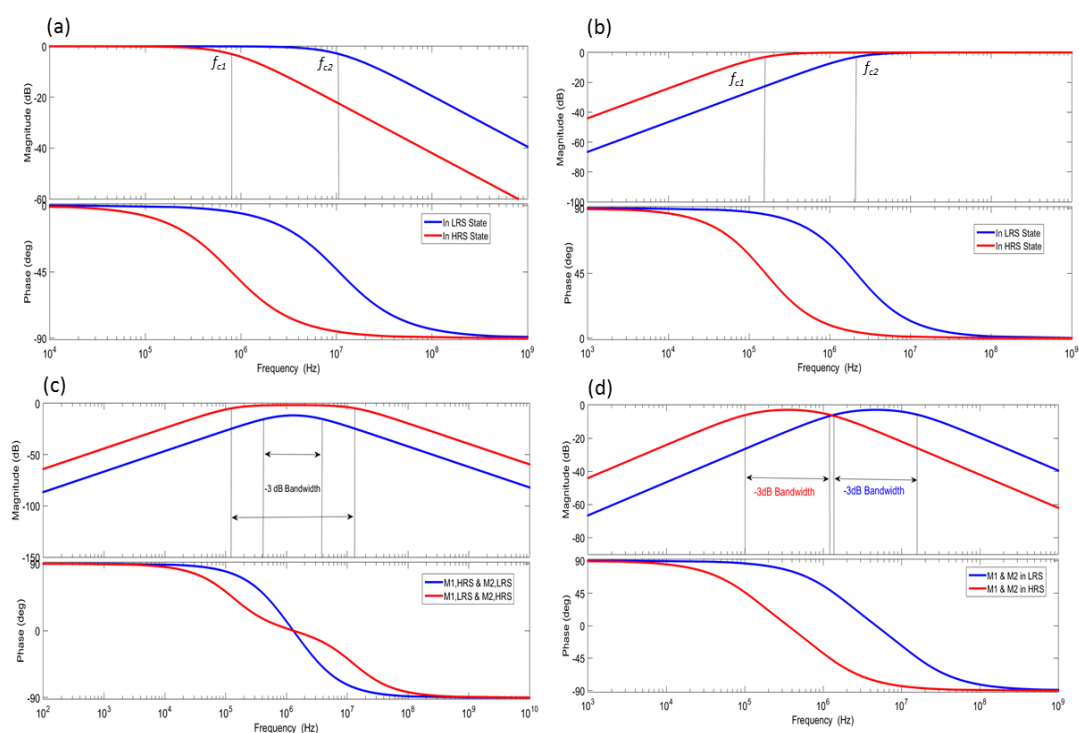 (a)
0
-20
-40
-60
Magnitude (dB)
fc1
fc2
0
-45
-90
Phase (deg)
In LRS State
In HRS State
10^4
10^5
10^6
10^7
10^8
10^9
Frequency (Hz)
(b)
0
-20
-40
-60
-80
-100
Magnitude (dB)
fc1
fc2
90
45
0
Phase (deg)
In LRS State
In HRS State
10^3
10^4
10^5
10^6
10^7
10^8
10^9
Frequency (Hz)
(c)
0
-50
-100
-150
Magnitude (dB)
-3 dB Bandwidth
90
0
-90
Phase (deg)
M1,HRS & M2,LRS
M1,LRS & M2,HRS
10^2
10^3
10^4
10^5
10^6
10^7
10^8
10^9
10^10
Frequency (Hz)
(d)
0
-20
-40
-60
-80
Magnitude (dB)
-3dB Bandwidth
-3dB Bandwidth
90
45
0
-45
-90
Phase (deg)
M1 & M2 in LRS
M1 & M2 in HRS
10^3
10^4
10^5
10^6
10^7
10^8
10^9
Frequency (Hz)